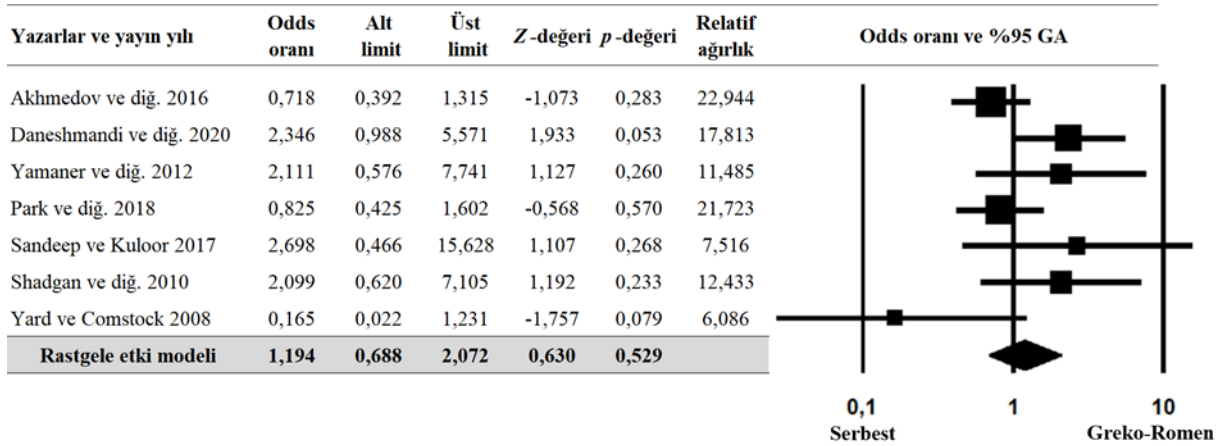 Yazarlar ve yayın yılı Odds oranı Alt limit Üst limit Z-değeri p-değeri Relatif ağırlık Odds oranı ve %95 GA
Akhmedov ve diğ. 2016 0,718 0,392 1,315 -1,073 0,283 22,944
Daneshmandi ve diğ. 2020 2,346 0,988 5,571 1,933 0,053 17,813
Yamaner ve diğ. 2012 2,111 0,576 7,741 1,127 0,260 11,485
Park ve diğ. 2018 0,825 0,425 1,602 -0,568 0,570 21,723
Sandeep ve Kuloor 2017 2,698 0,466 15,628 1,107 0,268 7,516
Shadgan ve diğ. 2010 2,099 0,620 7,105 1,192 0,233 12,433
Yard ve Comstock 2008 0,165 0,022 1,231 -1,757 0,079 6,086
Rastgele etki modeli 1,194 0,688 2,072 0,630 0,529
0,1 1 10
Serbest Greko-Romen